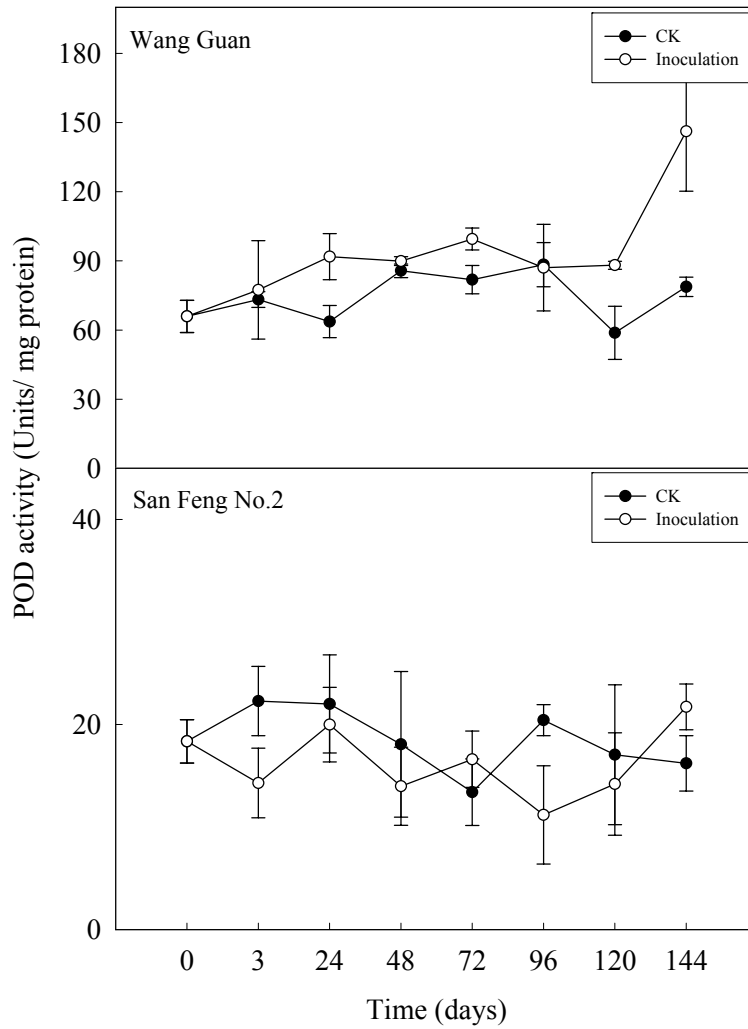 Wang Guan
CK
Inoculation
180
150
120
90
60
30
0
POD activity (Units/ mg protein)
San Feng No.2
CK
Inoculation
40
20
0
0 3 24 48 72 96 120 144
Time (days)